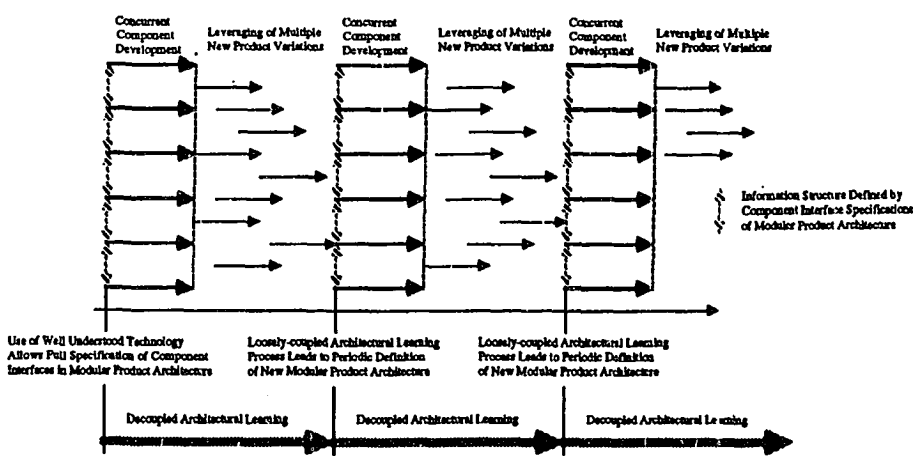 Concurrent
Component
Development
Leveraging of Multiple
New Product Variations
Concurrent
Component
Development
Leveraging of Multiple
New Product Variations
Concurrent
Component
Development
Leveraging of Multiple
New Product Variations
Information Structure Defined by
Component Interface Specifications
of Modular Product Architecture
Use of Well Understood Technology
Allows Full Specification of Component
Interfaces in Modular Product Architecture
Loosely-coupled Architectural Learning
Process Leads to Periodic Definition
of New Modular Product Architecture
Loosely-coupled Architectural Learning
Process Leads to Periodic Definition
of New Modular Product Architecture
Decoupled Architectural Learning
Decoupled Architectural Learning
Decoupled Architectural Learning